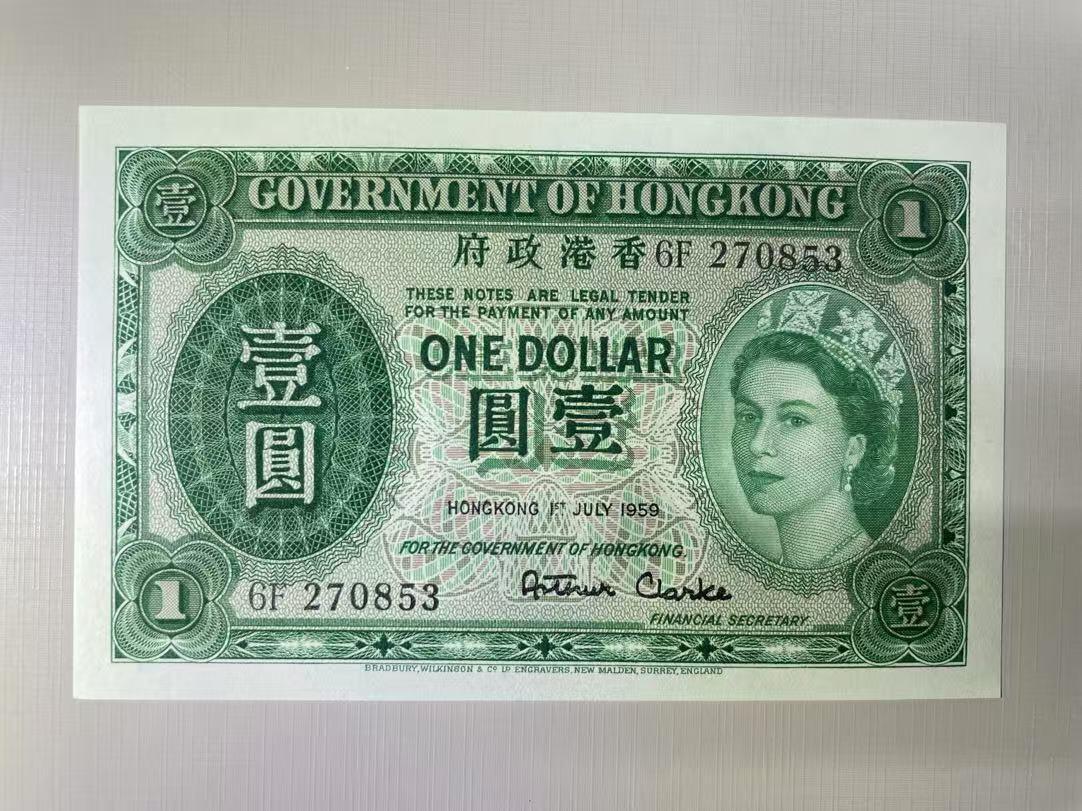 壹
GOVERNMENT OF HONGKONG
1
府政港香 6F 270853
THESE NOTES ARE LEGAL TENDER
FOR THE PAYMENT OF ANY AMOUNT
ONE DOLLAR
圓壹
壹
圓
HONGKONG 1ST JULY 1959
FOR THE GOVERNMENT OF HONGKONG.
6F 270853
Arthur Clarke
FINANCIAL SECRETARY
1
壹
BRADBURY, WILKINSON & Co. LD. ENGRAVERS, NEW MALDEN, SURREY, ENGLAND